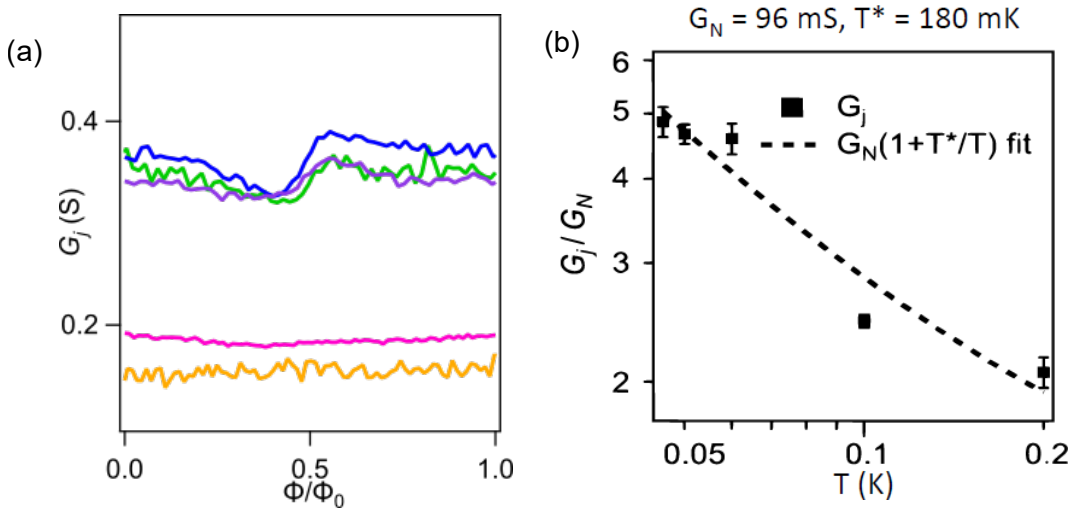 (a)
0.4
0.2
G_j (S)
0.0
0.5
1.0
Φ/Φ_0
G_N = 96 mS, T* = 180 mK
(b)
6
5
4
3
2
G_j / G_N
G_j
G_N(1+T*/T) fit
0.05
0.1
0.2
T (K)